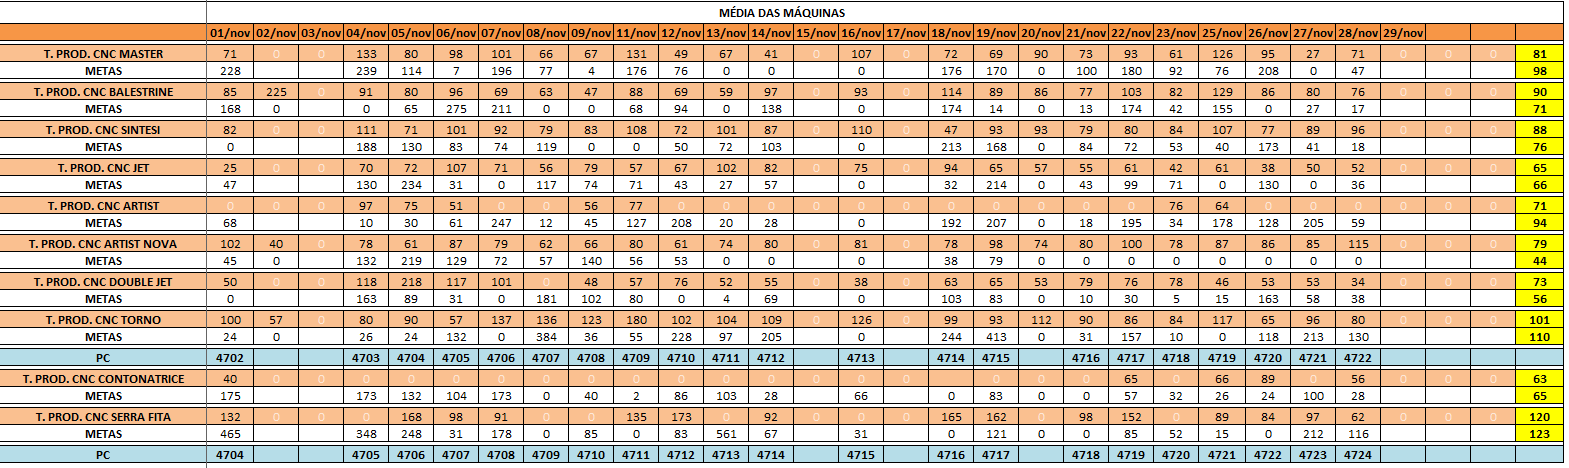 MÉDIA DAS MÁQUINAS
01/nov 02/nov 03/nov 04/nov 05/nov 06/nov 07/nov 08/nov 09/nov 11/nov 12/nov 13/nov 14/nov 15/nov 16/nov 17/nov 18/nov 19/nov 20/nov 21/nov 22/nov 23/nov 25/nov 26/nov 27/nov 28/nov 29/nov
T. PROD. CNC MASTER 71 0 0 133 80 98 101 66 67 131 49 67 41 0 107 0 72 69 90 73 93 61 126 95 27 71 0 0 0 81
METAS 228 239 114 7 196 77 4 176 76 0 0 0 176 170 0 100 180 92 76 208 0 47 98
T. PROD. CNC BALESTRINE 85 225 0 91 80 96 69 63 47 88 69 59 97 0 93 0 114 89 86 77 103 82 129 86 80 76 0 0 0 90
METAS 168 0 0 65 275 211 0 0 68 94 0 138 0 174 14 0 13 174 42 155 0 27 17 71
T. PROD. CNC SINTESI 82 0 0 111 71 101 92 79 83 108 72 101 87 0 110 0 47 93 93 79 80 84 107 77 89 96 0 0 0 88
METAS 0 188 130 83 74 119 0 0 50 72 103 0 213 168 0 84 72 53 40 173 41 18 76
T. PROD. CNC JET 25 0 0 70 72 107 71 56 79 57 67 102 82 0 75 0 94 65 57 55 61 42 61 38 50 52 0 0 0 65
METAS 47 130 234 31 0 117 74 71 43 27 57 0 32 214 0 43 99 71 0 130 0 36 66
T. PROD. CNC ARTIST 0 0 0 97 75 51 0 0 56 77 0 0 0 0 0 0 0 0 0 0 0 76 64 0 0 0 0 0 0 71
METAS 68 10 30 61 247 12 45 127 208 20 28 0 192 207 0 18 195 34 178 128 205 59 94
T. PROD. CNC ARTIST NOVA 102 40 0 78 61 87 79 62 66 80 61 74 80 0 81 0 78 98 74 80 100 78 87 86 85 115 0 0 0 79
METAS 45 0 132 219 129 72 57 140 56 53 0 0 0 38 79 0 0 0 0 0 0 0 0 44
T. PROD. CNC DOUBLE JET 50 0 0 118 218 117 101 0 48 57 76 52 55 0 38 0 63 65 53 79 76 78 46 53 53 34 0 0 0 73
METAS 0 163 89 31 0 181 102 80 0 4 69 0 103 83 0 10 30 5 15 163 58 38 56
T. PROD. CNC TORNO 100 57 0 80 90 57 137 136 123 180 102 104 109 0 126 0 99 93 112 90 86 84 117 65 96 80 0 0 0 101
METAS 24 0 26 24 132 0 384 36 55 228 97 205 0 244 413 0 31 157 10 0 118 213 130 110
PC 4702 4703 4704 4705 4706 4707 4708 4709 4710 4711 4712 4713 4714 4715 4716 4717 4718 4719 4720 4721 4722
T. PROD. CNC CONTONATRICE 40 0 0 0 0 0 0 0 0 0 0 0 0 0 0 0 0 0 0 65 0 66 89 0 56 0 0 0 63
METAS 175 173 132 104 173 0 40 2 86 103 28 66 0 83 0 0 57 32 26 24 100 28 65
T. PROD. CNC SERRA FITA 132 0 0 0 168 98 91 0 0 135 173 0 92 0 0 0 165 162 0 98 152 0 89 84 97 62 0 0 0 120
METAS 465 348 248 31 178 0 85 0 83 561 67 31 0 121 0 0 85 52 15 0 212 116 123
PC 4704 4705 4706 4707 4708 4709 4710 4711 4712 4713 4714 4715 4716 4717 4718 4719 4720 4721 4722 4723 4724